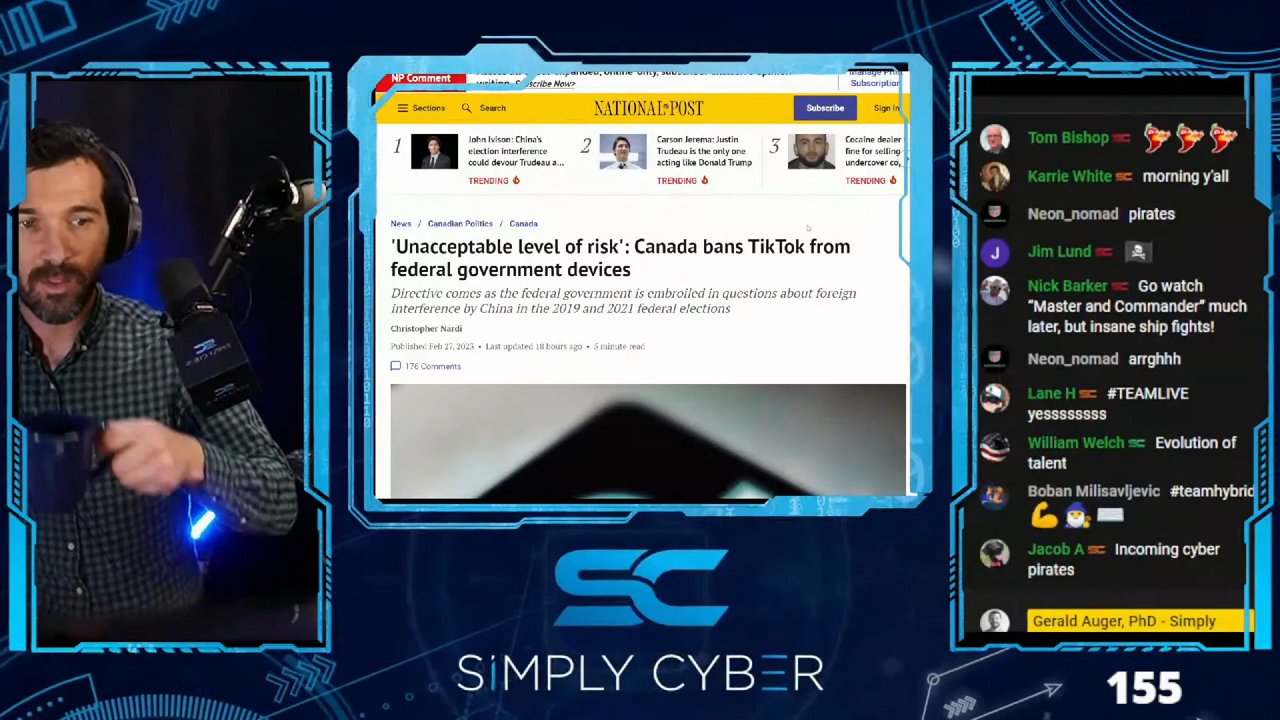 NP Comment
Subscribe Now>
Manage Print
Subscription
Sections
Search
NATIONAL POST
Subscribe
Sign In
1
John Ivison: China's
election interference
could devour Trudeau a...
TRENDING
2
Carson Jerema: Justin
Trudeau is the only one
acting like Donald Trump
TRENDING
3
Cocaine dealer
fine for selling
undercover co,
TRENDING
News / Canadian Politics / Canada
'Unacceptable level of risk': Canada bans TikTok from
federal government devices
Directive comes as the federal government is embroiled in questions about foreign
interference by China in the 2019 and 2021 federal elections
Christopher Nardi
Published Feb 27, 2023 • Last updated 18 hours ago • 5 minute read
176 Comments
SC
SiMPLY CYBER
Tom Bishop
Karrie White morning y'all
Neon_nomad pirates
Jim Lund
Nick Barker Go watch
“Master and Commander” much
later, but insane ship fights!
Neon_nomad arrghhh
Lane H #TEAMLIVE
yessssssss
William Welch Evolution of
talent
Boban Milisavljevic #teamhybrid
Jacob A Incoming cyber
pirates
Gerald Auger, PhD - Simply
155